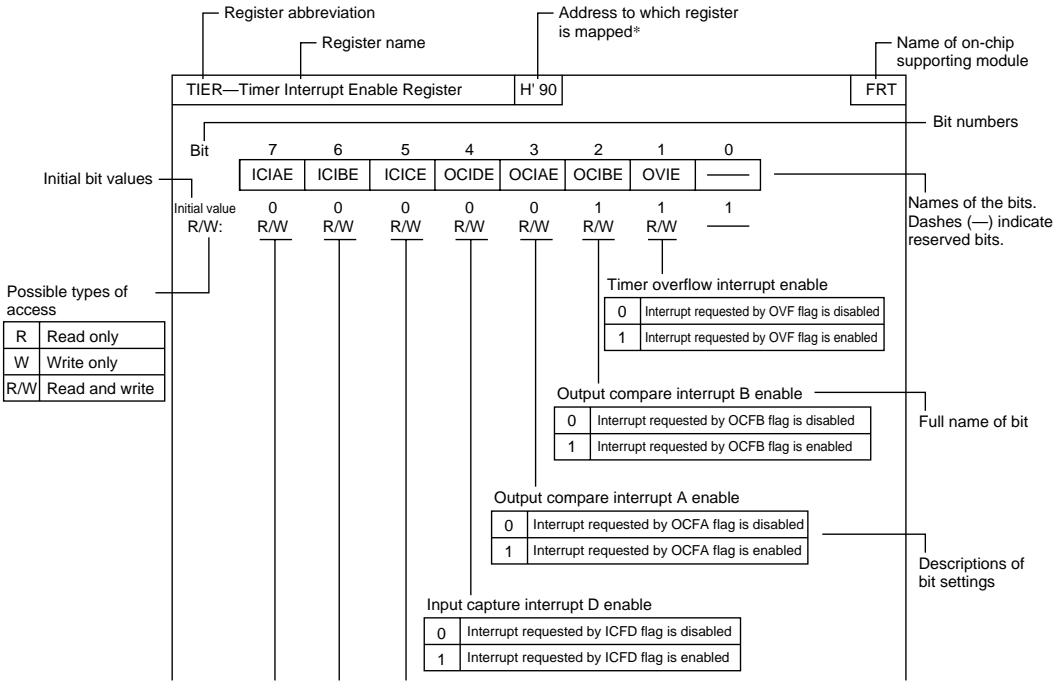 Register abbreviation
Register name
Address to which register
is mapped*
Name of on-chip
supporting module
TIER—Timer Interrupt Enable Register
H' 90
FRT
Bit numbers
Bit
7 6 5 4 3 2 1 0
ICIAE ICIBE ICICE OCIDE OCIAE OCIBE OVIE —
Initial bit values
Names of the bits.
Dashes (—) indicate
reserved bits.
Initial value 0 0 0 0 0 1 1 1
R/W: R/W R/W R/W R/W R/W R/W R/W —
Possible types of
access
R Read only
W Write only
R/W Read and write
Timer overflow interrupt enable
0 Interrupt requested by OVF flag is disabled
1 Interrupt requested by OVF flag is enabled
Output compare interrupt B enable
0 Interrupt requested by OCFB flag is disabled
1 Interrupt requested by OCFB flag is enabled
Full name of bit
Output compare interrupt A enable
0 Interrupt requested by OCFA flag is disabled
1 Interrupt requested by OCFA flag is enabled
Descriptions of
bit settings
Input capture interrupt D enable
0 Interrupt requested by ICFD flag is disabled
1 Interrupt requested by ICFD flag is enabled